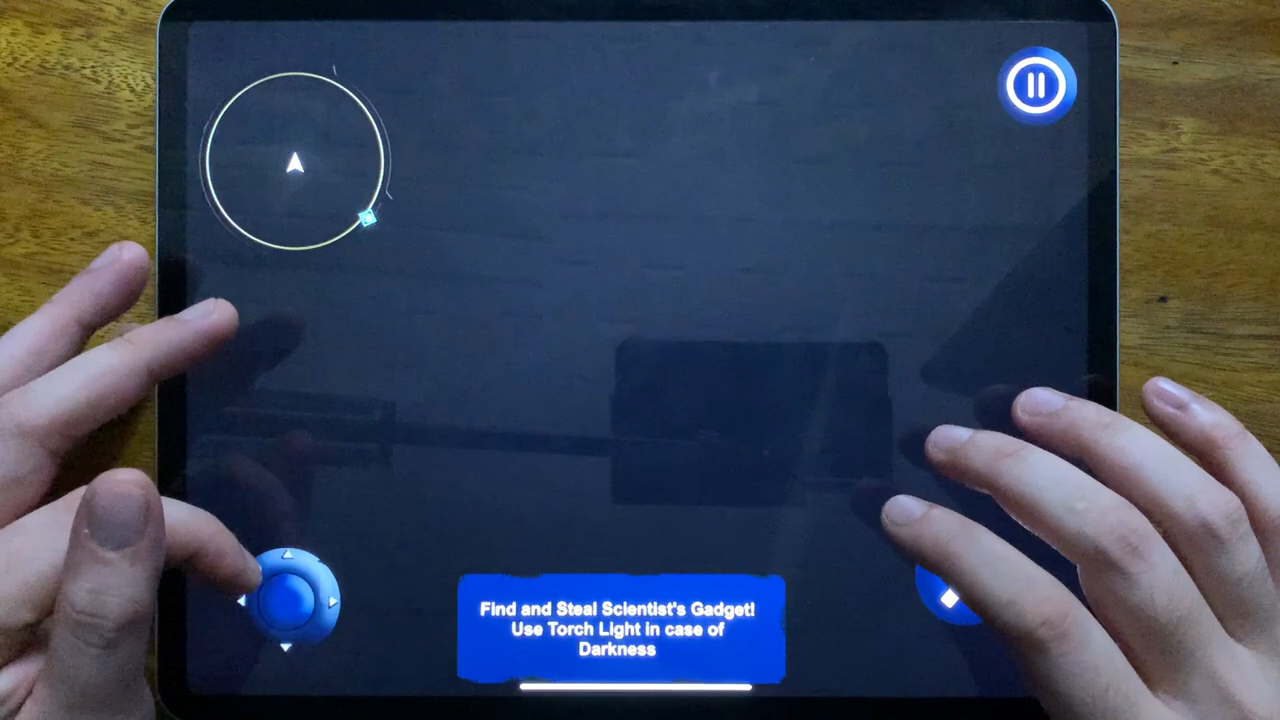 Find and Steal Scientist's Gadget!
Use Torch Light in case of
Darkness